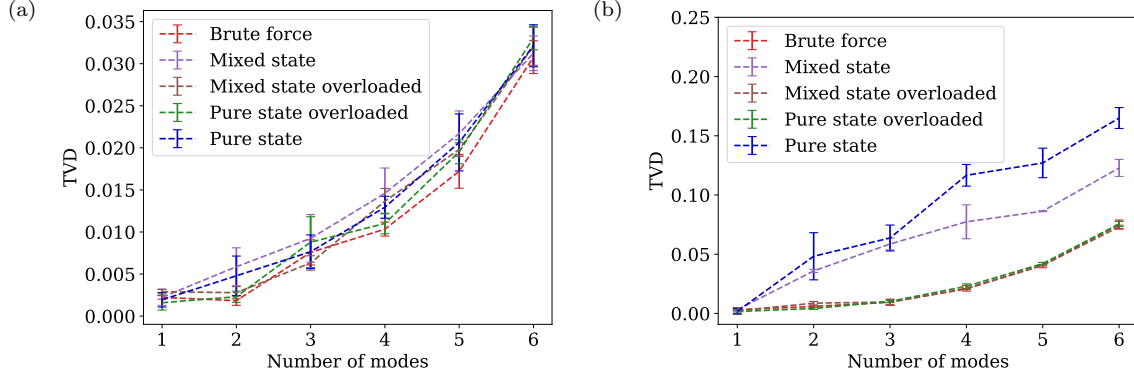 (a)
0.035
0.030
0.025
0.020
0.015
0.010
0.005
0.000
TVD
Brute force
Mixed state
Mixed state overloaded
Pure state overloaded
Pure state
1 2 3 4 5 6
Number of modes
(b)
0.25
0.20
0.15
0.10
0.05
0.00
TVD
Brute force
Mixed state
Mixed state overloaded
Pure state overloaded
Pure state
1 2 3 4 5 6
Number of modes